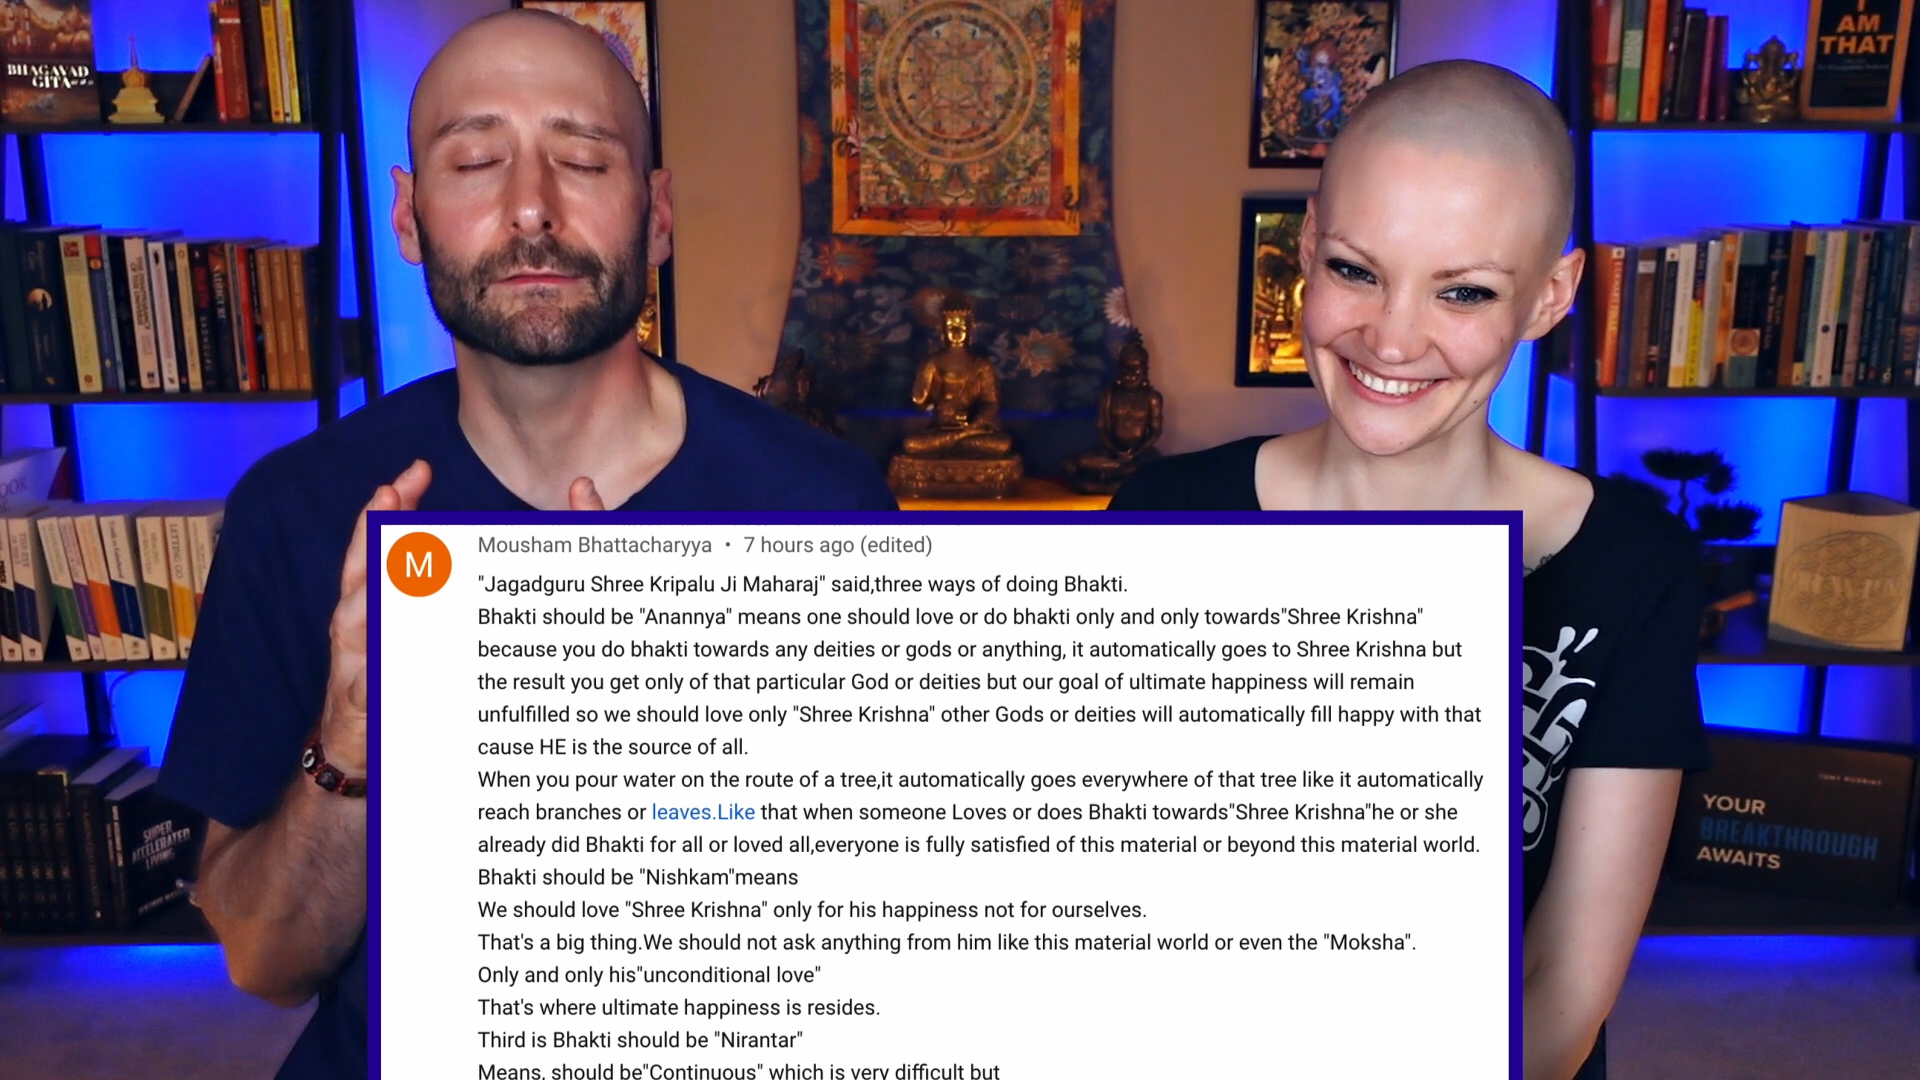 BHAGAVAD
GITA
I
AM
THAT
M
Mousham Bhattacharyya • 7 hours ago (edited)
"Jagadguru Shree Kripalu Ji Maharaj" said,three ways of doing Bhakti.
Bhakti should be "Anannya" means one should love or do bhakti only and only towards"Shree Krishna"
because you do bhakti towards any deities or gods or anything, it automatically goes to Shree Krishna but
the result you get only of that particular God or deities but our goal of ultimate happiness will remain
unfulfilled so we should love only "Shree Krishna" other Gods or deities will automatically fill happy with that
cause HE is the source of all.
When you pour water on the route of a tree,it automatically goes everywhere of that tree like it automatically
reach branches or leaves.Like that when someone Loves or does Bhakti towards"Shree Krishna"he or she
already did Bhakti for all or loved all,everyone is fully satisfied of this material or beyond this material world.
Bhakti should be "Nishkam"means
We should love "Shree Krishna" only for his happiness not for ourselves.
That's a big thing.We should not ask anything from him like this material world or even the "Moksha".
Only and only his"unconditional love"
That's where ultimate happiness is resides.
Third is Bhakti should be "Nirantar"
Means, should be"Continuous" which is very difficult but
LETTING GO
SUPER
ACCELERATED
LIVING
TONY ROBBINS
YOUR
BREAKTHROUGH
AWAITS